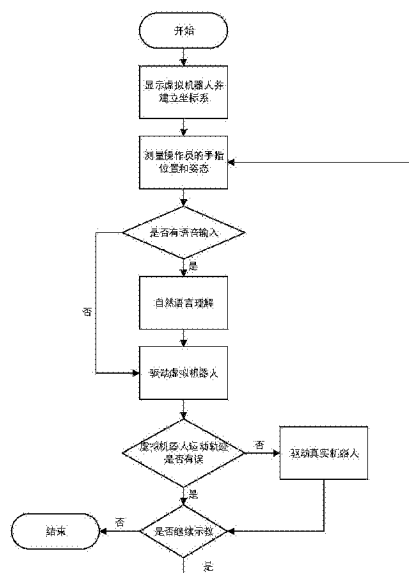 开始
显示虚拟机器人并
建立坐标系
测量操作员的手指
位置和姿态
是否有语音输入
是
否
自然语言理解
驱动虚拟机器人
虚拟机器人运动轨迹
是否有误
否
驱动真实机器人
是
是否继续示教
否
结束
是